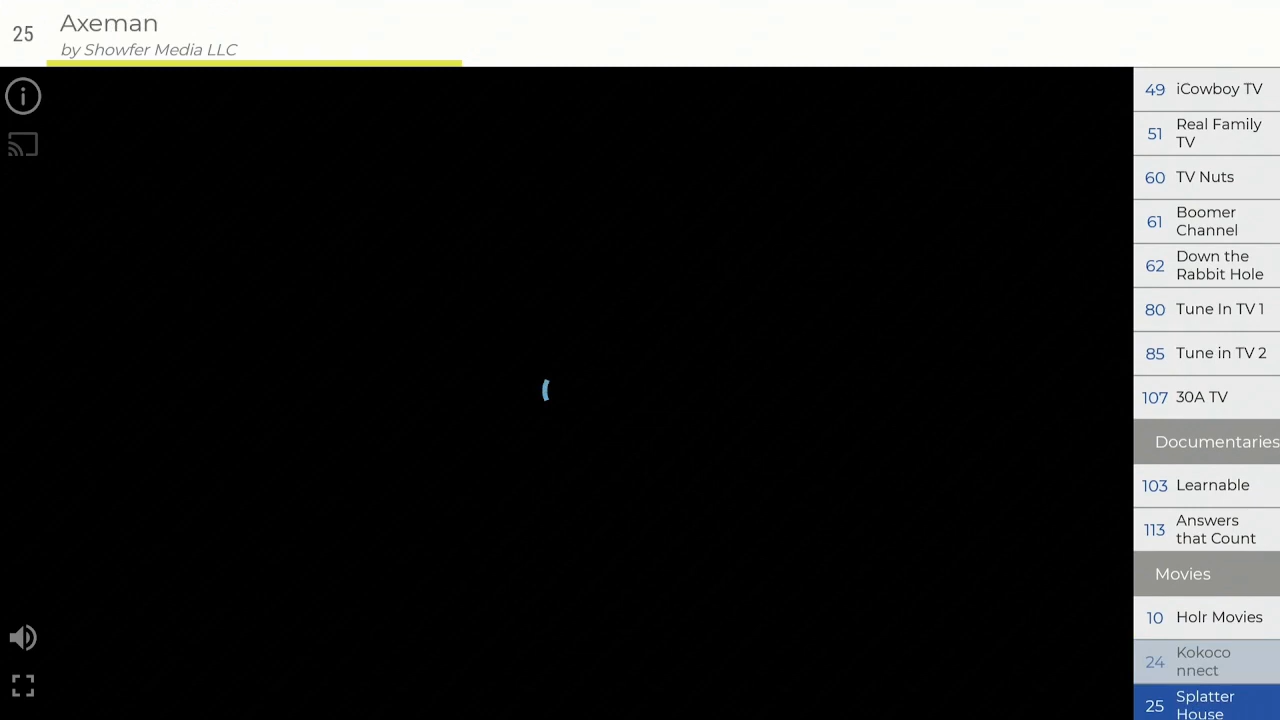 25
Axeman
by Showfer Media LLC
49 iCowboy TV
51 Real Family
TV
60 TV Nuts
61 Boomer
Channel
62 Down the
Rabbit Hole
80 Tune In TV 1
85 Tune in TV 2
107 30A TV
Documentaries
103 Learnable
113 Answers
that Count
Movies
10 Holr Movies
24 Kokoco
nnect
25 Splatter
House